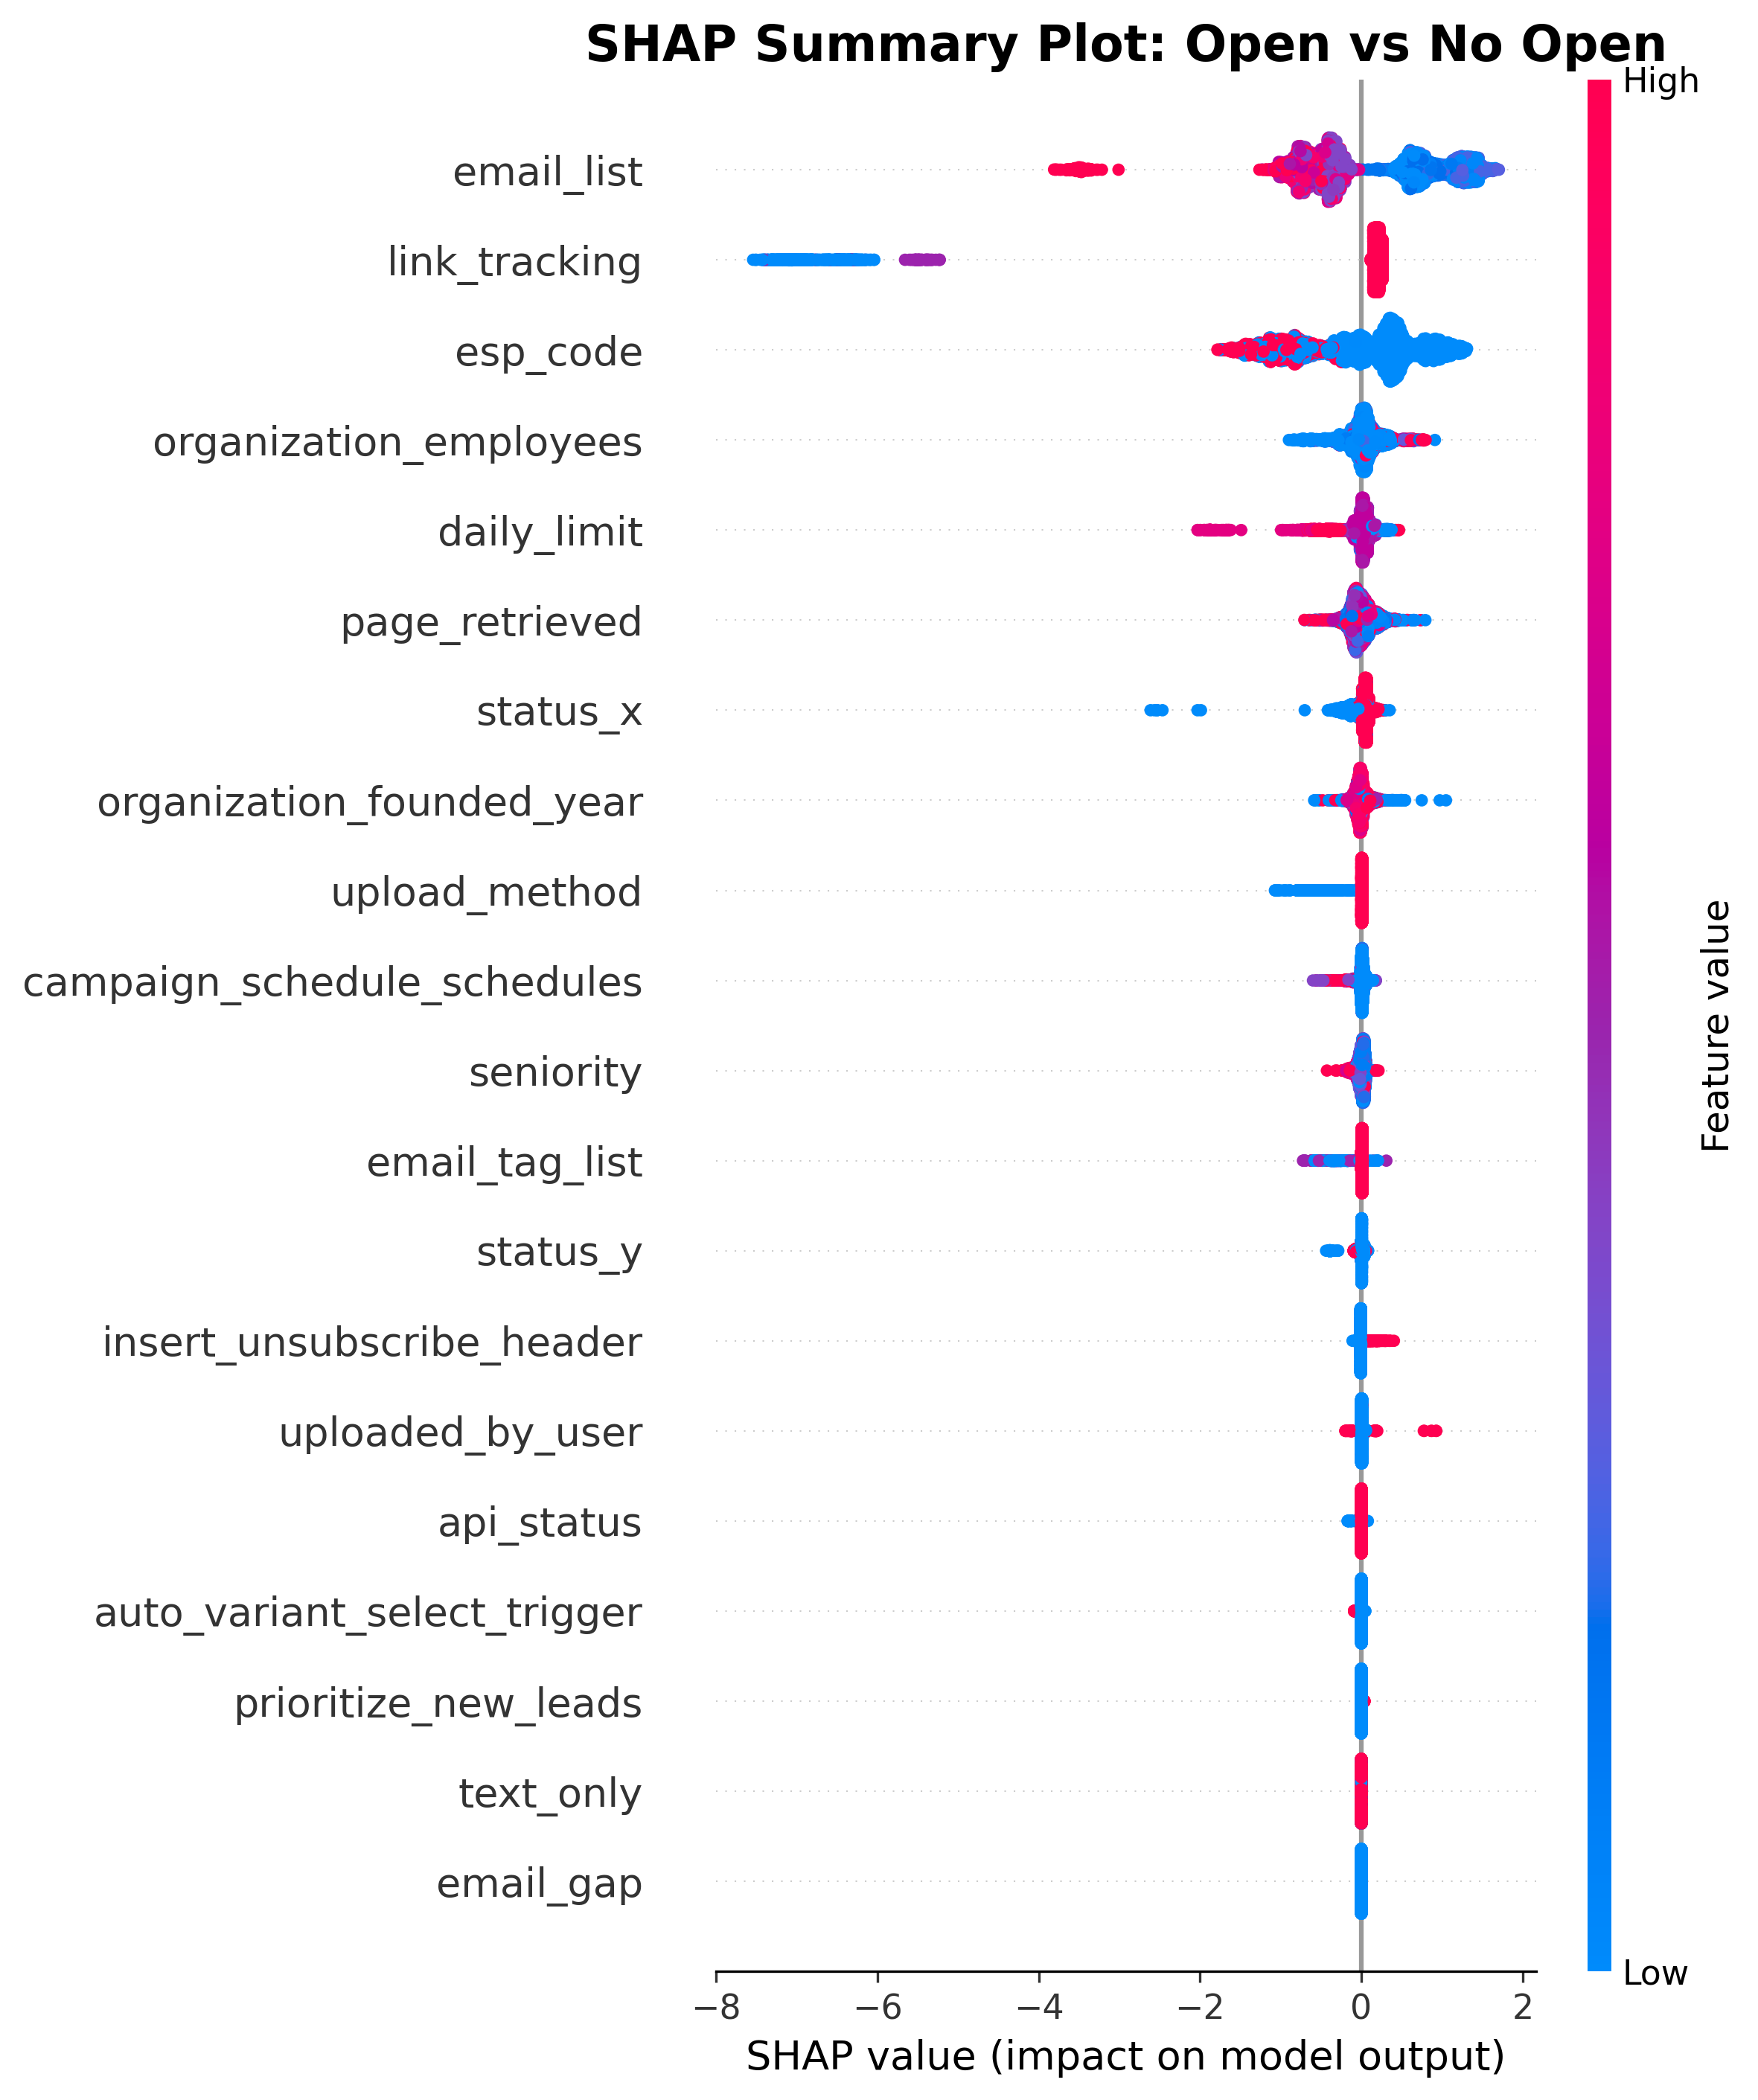 SHAP Summary Plot: Open vs No Open
High
email_list
link_tracking
esp_code
organization_employees
daily_limit
page_retrieved
status_x
organization_founded_year
upload_method
campaign_schedule_schedules
seniority
email_tag_list
status_y
insert_unsubscribe_header
uploaded_by_user
api_status
auto_variant_select_trigger
prioritize_new_leads
text_only
email_gap
Feature value
Low
−8 −6 −4 −2 0 2
SHAP value (impact on model output)